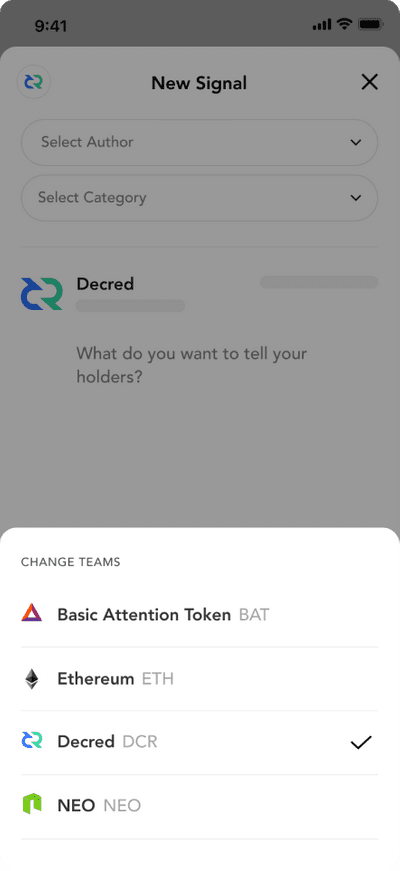 9:41
New Signal
Select Author
Select Category
Decred
What do you want to tell your
holders?
CHANGE TEAMS
Basic Attention Token BAT
Ethereum ETH
Decred DCR
NEO NEO